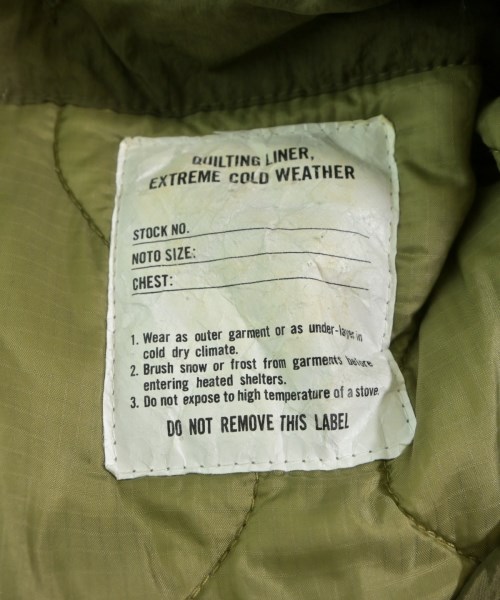 QUILTING LINER,
EXTREME COLD WEATHER
STOCK NO.
NOTO SIZE:
CHEST:
1. Wear as outer garment or as under-layer in
cold dry climate.
2. Brush snow or frost from garments before
entering heated shelters.
3. Do not expose to high temperature of a stove
DO NOT REMOVE THIS LABEL